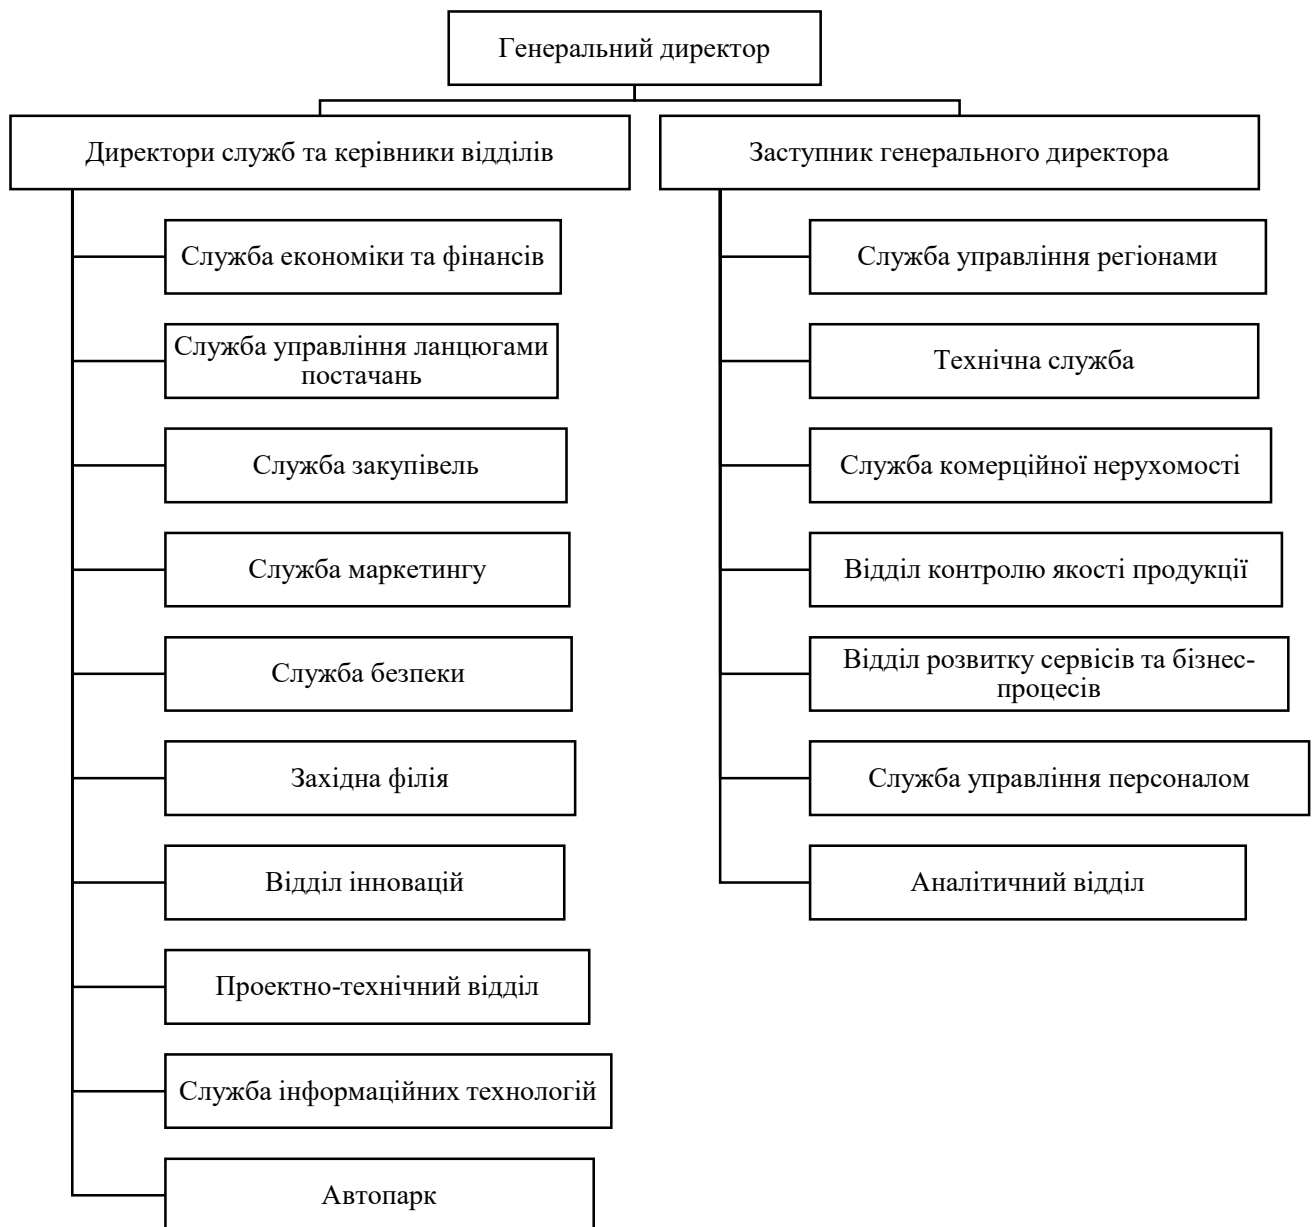 Генеральний директор
Директори служб та керівники відділів
Служба економіки та фінансів
Служба управління ланцюгами
постачань
Служба закупівель
Служба маркетингу
Служба безпеки
Західна філія
Відділ інновацій
Проектно-технічний відділ
Служба інформаційних технологій
Автопарк
Заступник генерального директора
Служба управління регіонами
Технічна служба
Служба комерційної нерухомості
Відділ контролю якості продукції
Відділ розвитку сервісів та бізнес-
процесів
Служба управління персоналом
Аналітичний відділ